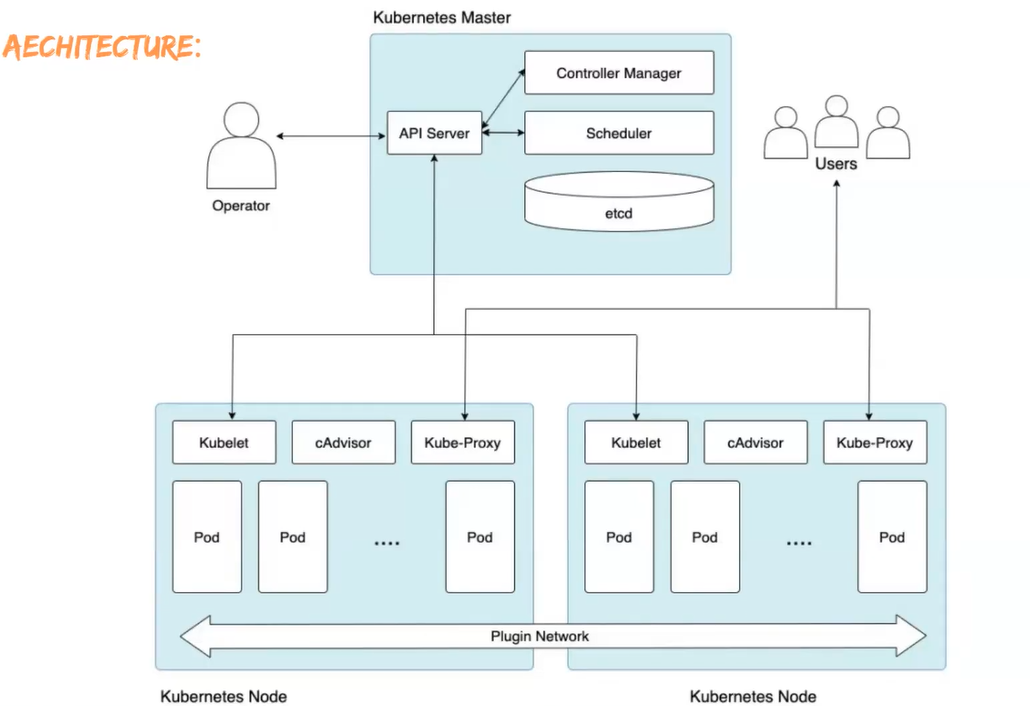 Kubernetes Master
AECHITECTURE:
Controller Manager
API Server
Scheduler
etcd
Operator
Users
Kubelet
cAdvisor
Kube-Proxy
Kubelet
cAdvisor
Kube-Proxy
Pod
Pod
....
Pod
Pod
Pod
....
Pod
Plugin Network
Kubernetes Node
Kubernetes Node